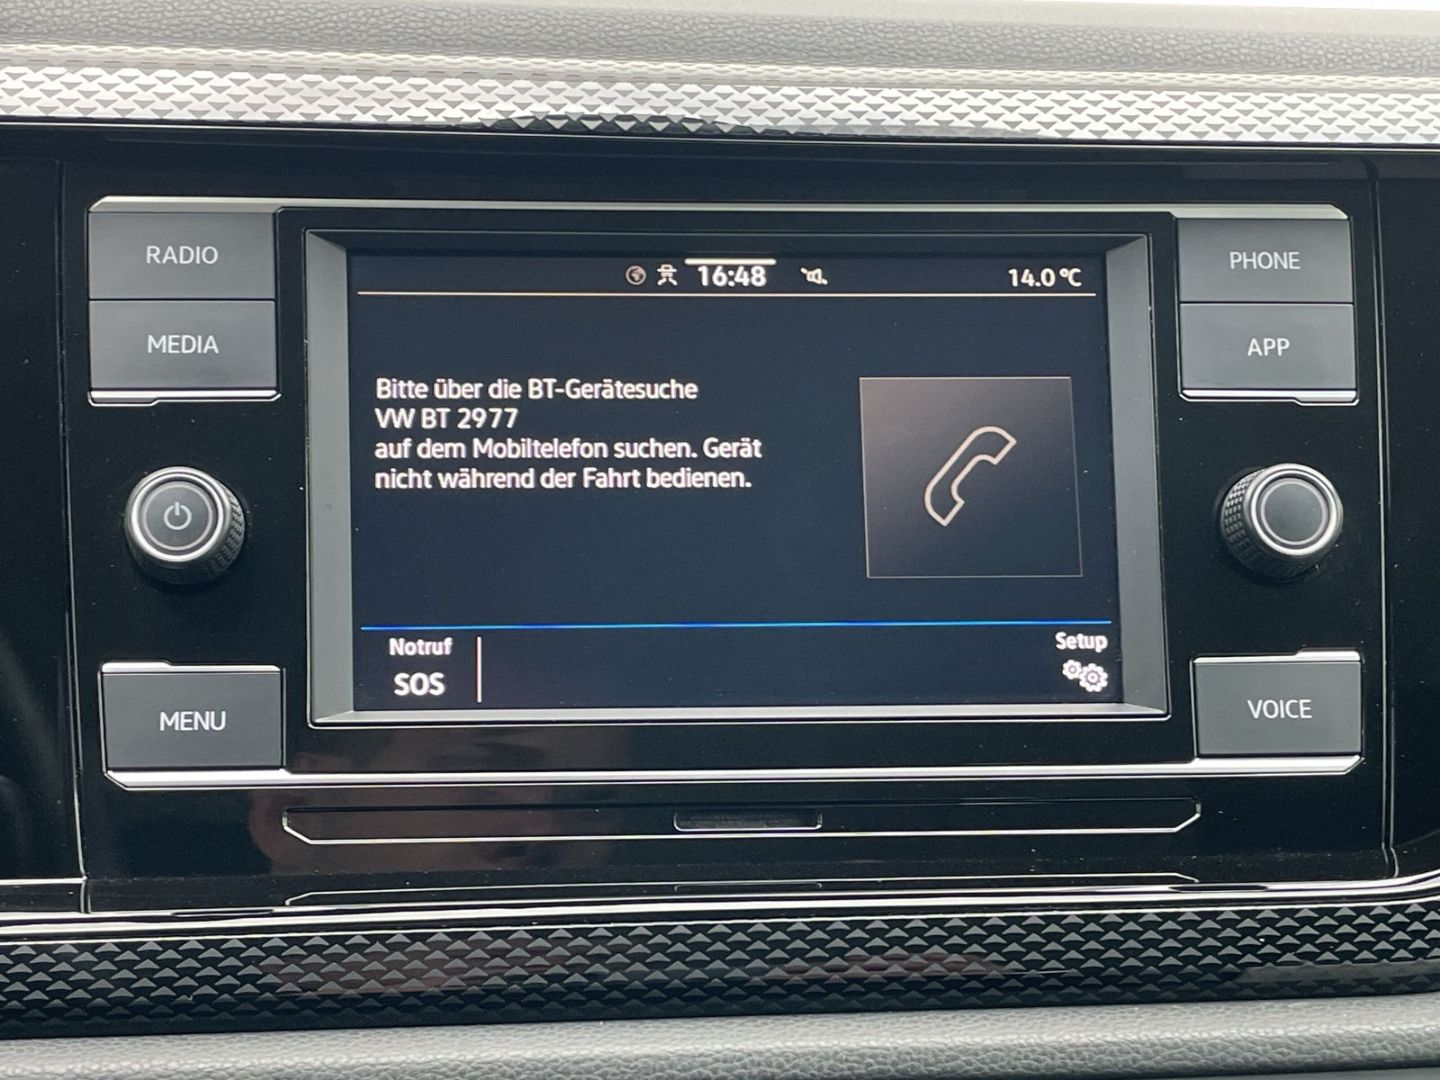 RADIO
MEDIA
MENU
16:48
14.0 °C
Bitte über die BT-Gerätesuche
VW BT 2977
auf dem Mobiltelefon suchen. Gerät
nicht während der Fahrt bedienen.
Notruf
SOS
Setup
PHONE
APP
VOICE